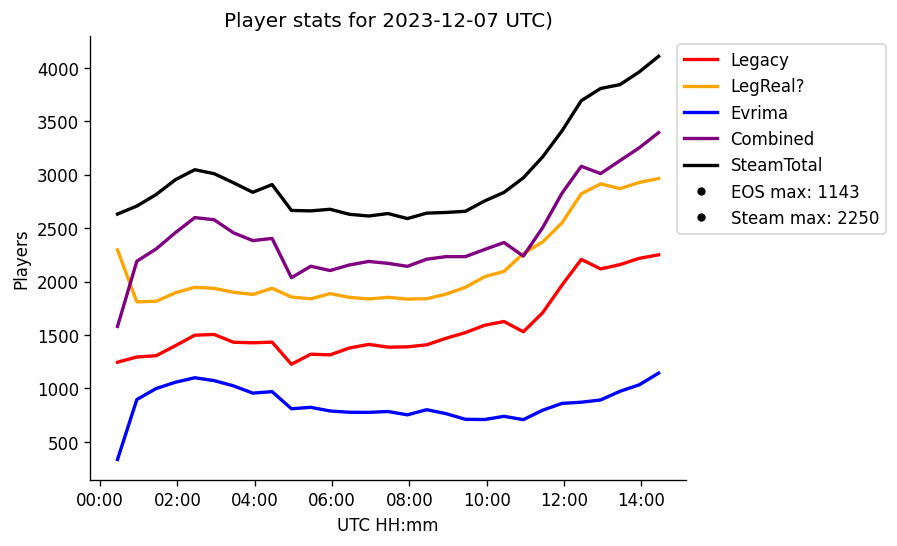 Player stats for 2023-12-07 UTC)
4000
3500
3000
2500
2000
1500
1000
500
Players
00:00 02:00 04:00 06:00 08:00 10:00 12:00 14:00
UTC HH:mm
Legacy
LegReal?
Evrima
Combined
SteamTotal
EOS max: 1143
Steam max: 2250